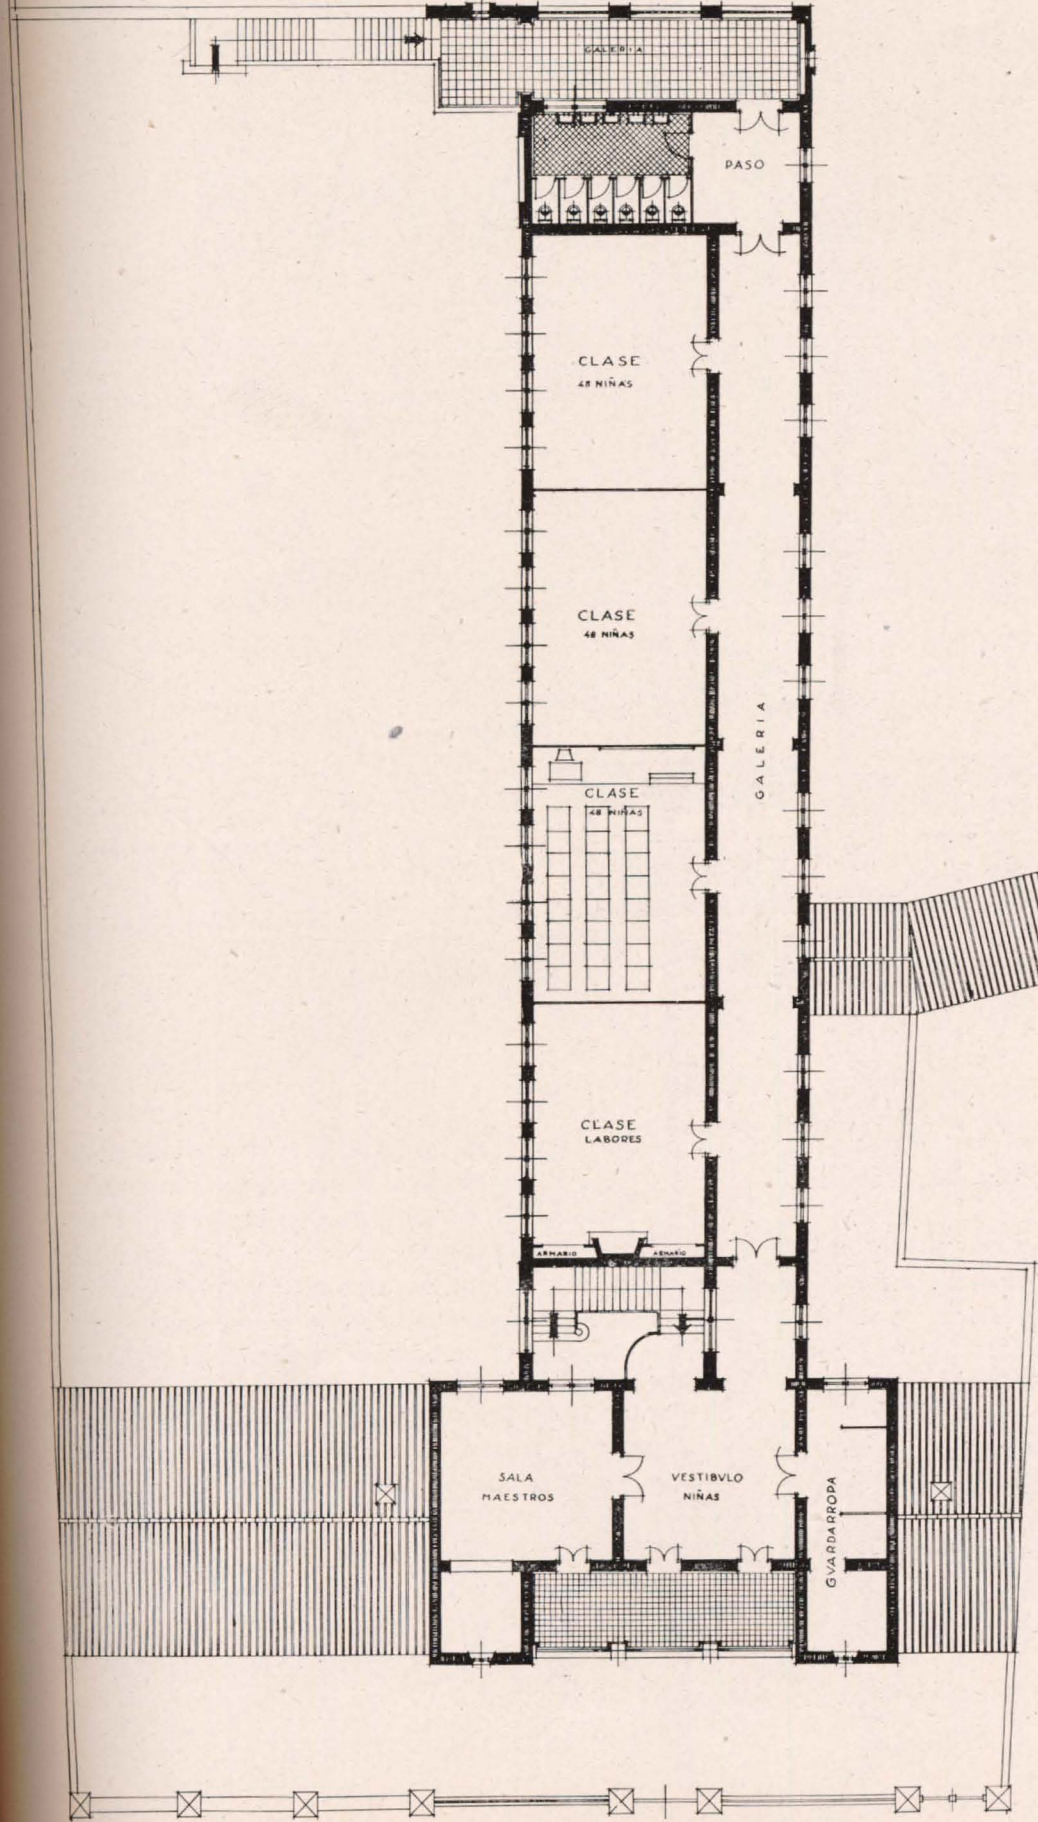 GALERIA
PASO
CLASE
48 NIÑAS
CLASE
48 NIÑAS
GALERIA
CLASE
48 NIÑAS
CLASE
LABORES
ARMARIO
ARMARIO
SALA
MAESTROS
VESTIBVLO
NIÑAS
GVARDARROPA